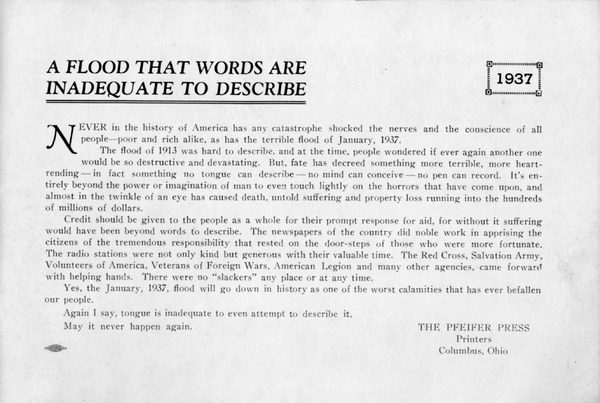 A FLOOD THAT WORDS ARE
INADEQUATE TO DESCRIBE
1937
NEVER in the history of America has any catastrophe shocked the nerves and the conscience of all
people—poor and rich alike, as has the terrible flood of January, 1937.
The flood of 1913 was hard to describe, and at the time, people wondered if ever again another one
would be so destructive and devastating. But, fate has decreed something more terrible, more heart-
rending—in fact something no tongue can describe—no mind can conceive—no pen can record. It's en-
tirely beyond the power or imagination of man to even touch lightly on the horrors that have come upon, and
almost in the twinkle of an eye has caused death, untold suffering and property loss running into the hundreds
of millions of dollars.
Credit should be given to the people as a whole for their prompt response for aid, for without it suffering
would have been beyond words to describe. The newspapers of the country did noble work in apprising the
citizens of the tremendous responsibility that rested on the door-steps of those who were more fortunate.
The radio stations were not only kind but generous with their valuable time. The Red Cross, Salvation Army,
Volunteers of America, Veterans of Foreign Wars, American Legion and many other agencies, came forward
with helping hands. There were no "slackers" any place or at any time.
Yes, the January, 1937, flood will go down in history as one of the worst calamities that has ever befallen
our people.
Again I say, tongue is inadequate to even attempt to describe it.
May it never happen again.
THE PFEIFER PRESS
Printers
Columbus, Ohio